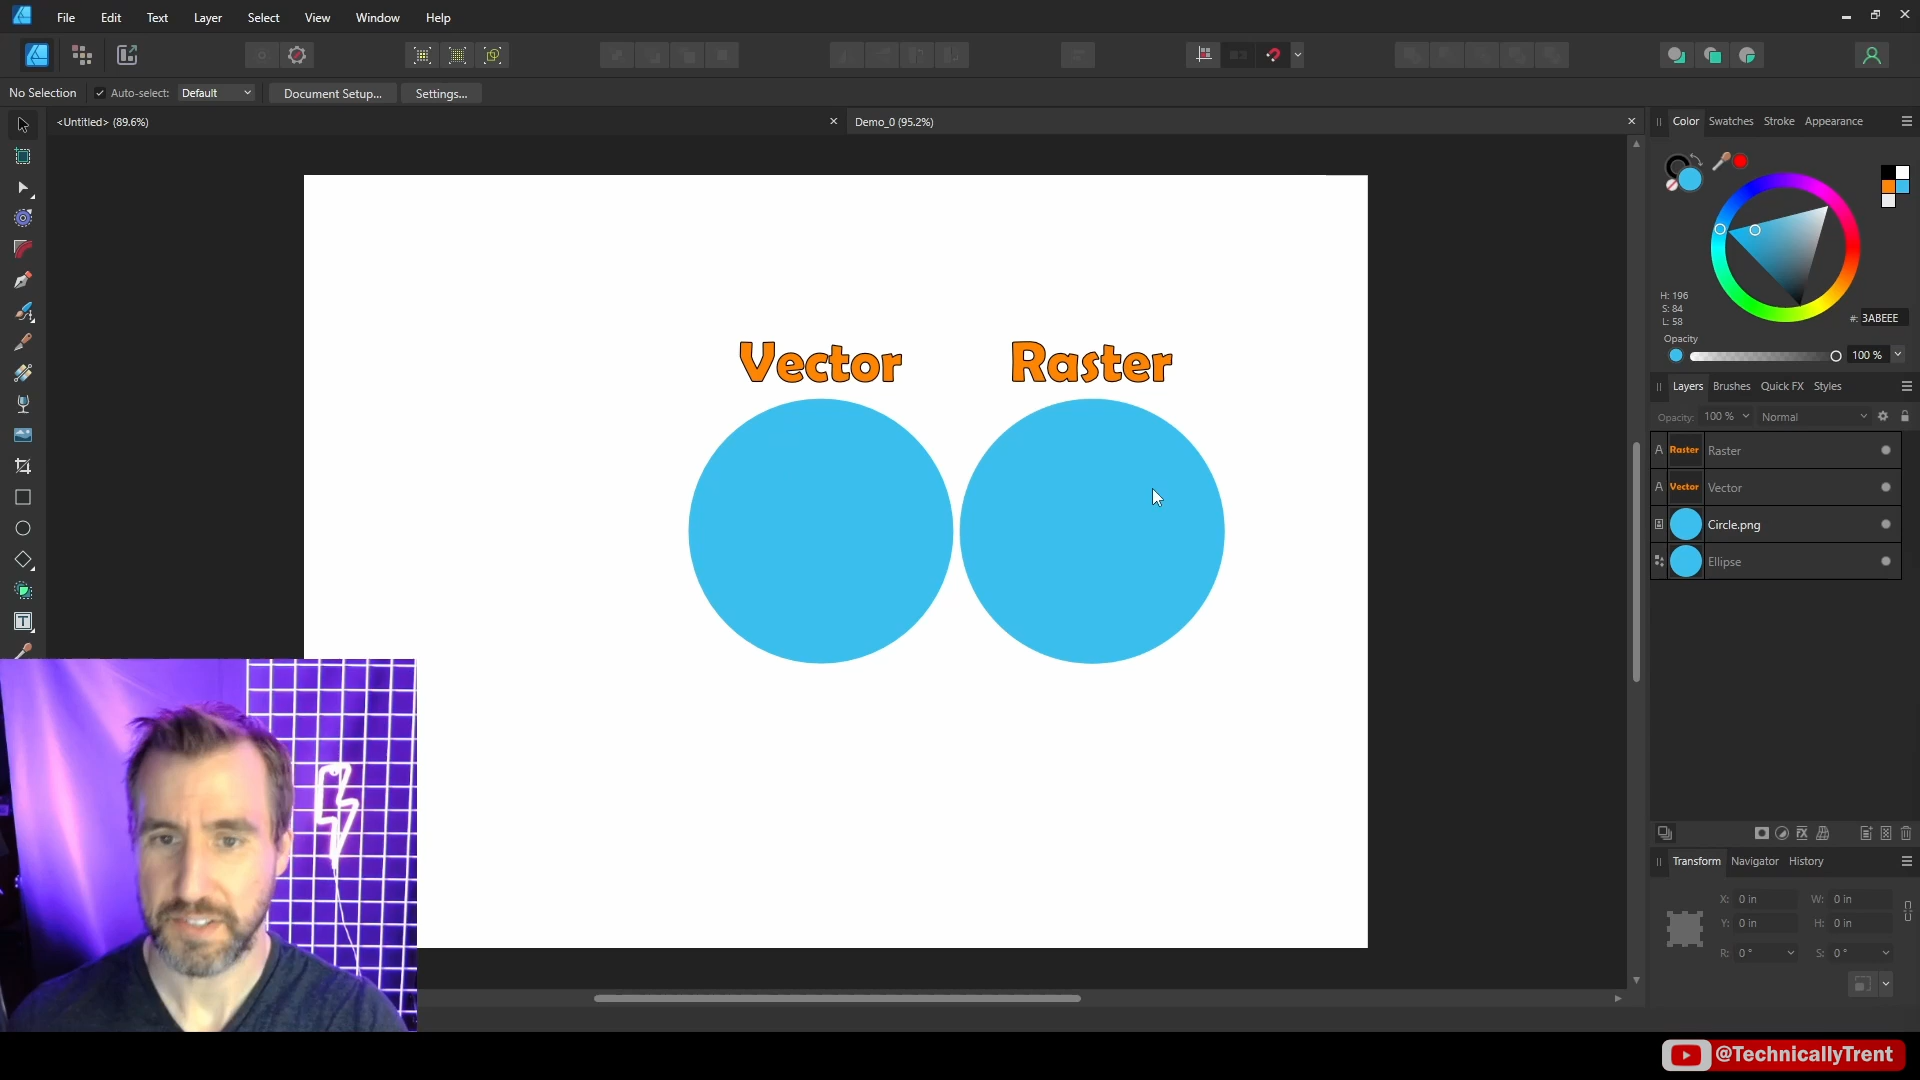 File Edit Text Layer Select View Window Help
No Selection Auto-select: Default Document Setup... Settings...
<Untitled> (89.6%) Demo_0 (95.2%)
Color Swatches Stroke Appearance
H: 196
S: 84
L: 58
#: 3ABEEE
Opacity
100 %
Vector Raster
Layers Brushes Quick FX Styles
Opacity: 100 % Normal
A Raster Raster
A Vector Vector
Circle.png
Ellipse
Transform Navigator History
X: 0 in W: 0 in
Y: 0 in H: 0 in
R: 0 ° S: 0 °
@TechnicallyTrent